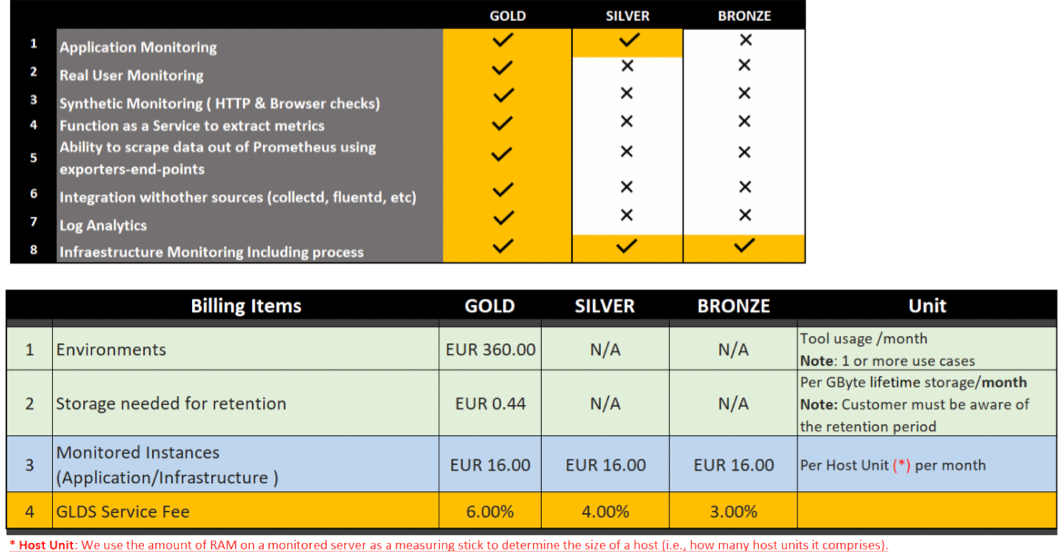 GOLD SILVER BRONZE
1 Application Monitoring ✓ ✓ ✕
2 Real User Monitoring ✓ ✕ ✕
3 Synthetic Monitoring ( HTTP & Browser checks) ✓ ✕ ✕
4 Function as a Service to extract metrics ✓ ✕ ✕
Ability to scrape data out of Prometheus using
5 ✓ ✕ ✕
exporters-end-points
6 Integration withother sources (collectd, fluentd, etc) ✓ ✕ ✕
7 Log Analytics ✓ ✕ ✕
8 Infraestructure Monitoring Including process ✓ ✓ ✓
Billing Items GOLD SILVER BRONZE Unit
1 Environments EUR 360.00 N/A N/A Tool usage /month
Note: 1 or more use cases
2 Storage needed for retention EUR 0.44 N/A N/A Per GByte lifetime storage/month
Note: Customer must be aware of
the retention period
3 Monitored Instances
(Application/Infrastructure ) EUR 16.00 EUR 16.00 EUR 16.00 Per Host Unit (*) per month
4 GLDS Service Fee 6.00% 4.00% 3.00%
* Host Unit: We use the amount of RAM on a monitored server as a measuring stick to determine the size of a host (i.e., how many host units it comprises).